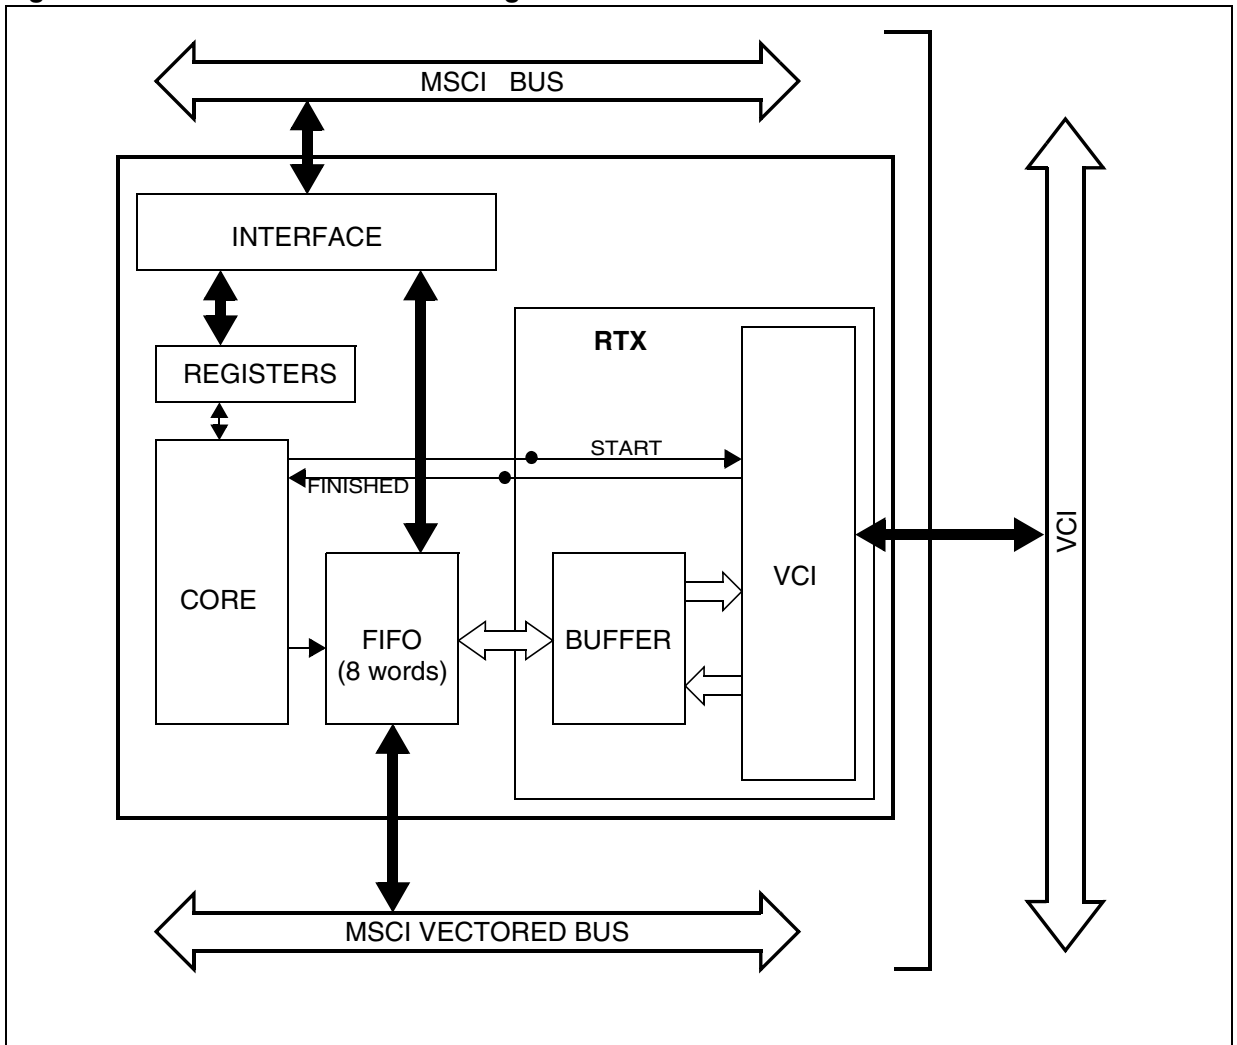 MSCI BUS
INTERFACE
RTX
REGISTERS
START
FINISHED
VCI
CORE
VCI
FIFO
(8 words)
BUFFER
MSCI VECTORED BUS